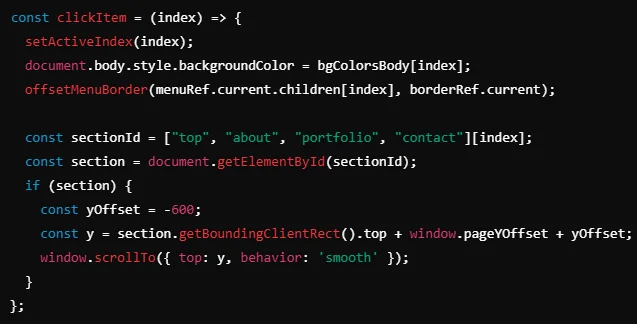 const clickItem = (index) => {
setActiveIndex(index);
document.body.style.backgroundColor = bgColorsBody[index];
offsetMenuBorder(menuRef.current.children[index], borderRef.current);
const sectionId = ["top", "about", "portfolio", "contact"][index];
const section = document.getElementById(sectionId);
if (section) {
const yOffset = -600;
const y = section.getBoundingClientRect().top + window.pageYOffset + yOffset;
window.scrollTo({ top: y, behavior: 'smooth' });
}
};